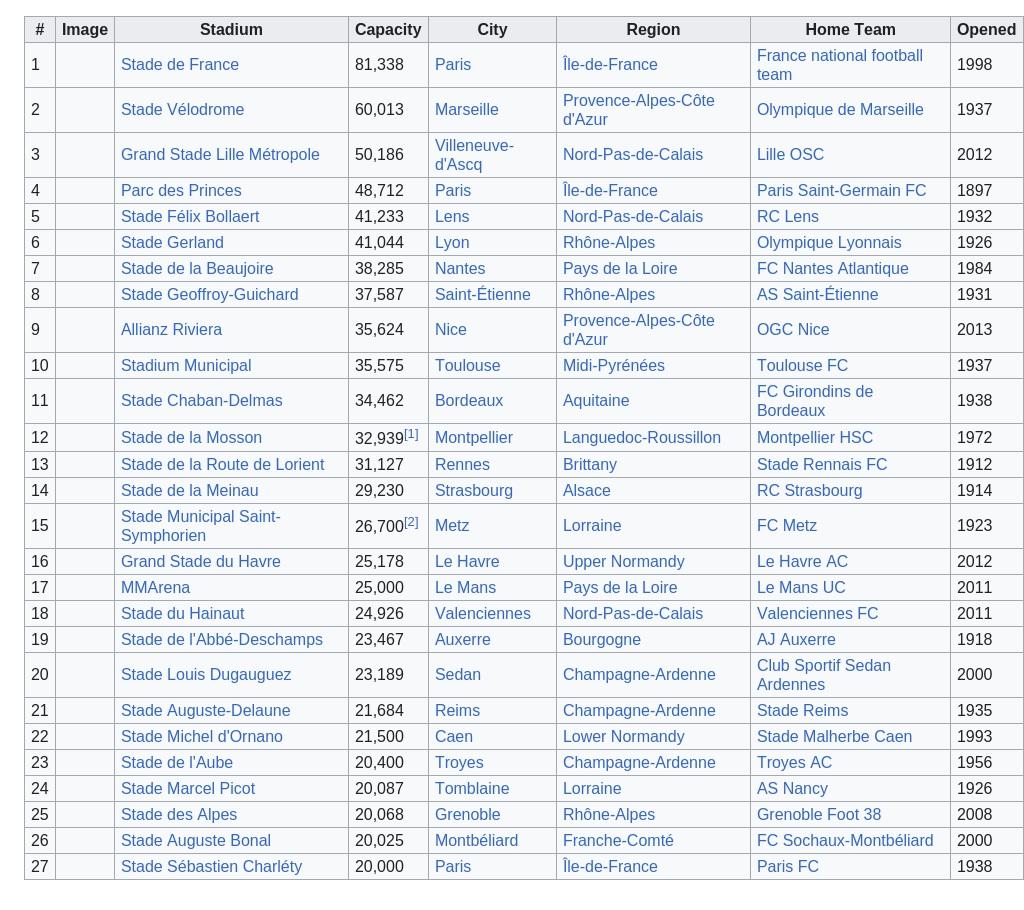 # Image Stadium Capacity City Region Home Team Opened
1 Stade de France 81,338 Paris Île-de-France France national football team 1998
2 Stade Vélodrome 60,013 Marseille Provence-Alpes-Côte d'Azur Olympique de Marseille 1937
3 Grand Stade Lille Métropole 50,186 Villeneuve-d'Ascq Nord-Pas-de-Calais Lille OSC 2012
4 Parc des Princes 48,712 Paris Île-de-France Paris Saint-Germain FC 1897
5 Stade Félix Bollaert 41,233 Lens Nord-Pas-de-Calais RC Lens 1932
6 Stade Gerland 41,044 Lyon Rhône-Alpes Olympique Lyonnais 1926
7 Stade de la Beaujoire 38,285 Nantes Pays de la Loire FC Nantes Atlantique 1984
8 Stade Geoffroy-Guichard 37,587 Saint-Étienne Rhône-Alpes AS Saint-Étienne 1931
9 Allianz Riviera 35,624 Nice Provence-Alpes-Côte d'Azur OGC Nice 2013
10 Stadium Municipal 35,575 Toulouse Midi-Pyrénées Toulouse FC 1937
11 Stade Chaban-Delmas 34,462 Bordeaux Aquitaine FC Girondins de Bordeaux 1938
12 Stade de la Mosson 32,939[1] Montpellier Languedoc-Roussillon Montpellier HSC 1972
13 Stade de la Route de Lorient 31,127 Rennes Brittany Stade Rennais FC 1912
14 Stade de la Meinau 29,230 Strasbourg Alsace RC Strasbourg 1914
15 Stade Municipal Saint-Symphorien 26,700[2] Metz Lorraine FC Metz 1923
16 Grand Stade du Havre 25,178 Le Havre Upper Normandy Le Havre AC 2012
17 MMArena 25,000 Le Mans Pays de la Loire Le Mans UC 2011
18 Stade du Hainaut 24,926 Valenciennes Nord-Pas-de-Calais Valenciennes FC 2011
19 Stade de l'Abbé-Deschamps 23,467 Auxerre Bourgogne AJ Auxerre 1918
20 Stade Louis Dugauguez 23,189 Sedan Champagne-Ardenne Club Sportif Sedan Ardennes 2000
21 Stade Auguste-Delaune 21,684 Reims Champagne-Ardenne Stade Reims 1935
22 Stade Michel d'Ornano 21,500 Caen Lower Normandy Stade Malherbe Caen 1993
23 Stade de l'Aube 20,400 Troyes Champagne-Ardenne Troyes AC 1956
24 Stade Marcel Picot 20,087 Tomblaine Lorraine AS Nancy 1926
25 Stade des Alpes 20,068 Grenoble Rhône-Alpes Grenoble Foot 38 2008
26 Stade Auguste Bonal 20,025 Montbéliard Franche-Comté FC Sochaux-Montbéliard 2000
27 Stade Sébastien Charléty 20,000 Paris Île-de-France Paris FC 1938